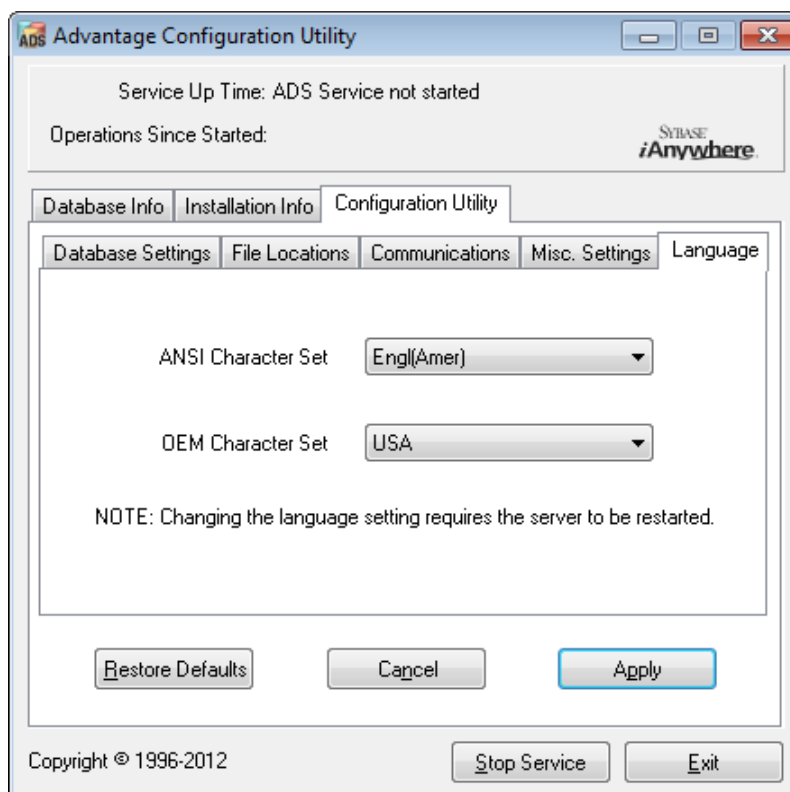 ADS Advantage Configuration Utility
Service Up Time: ADS Service not started
Operations Since Started:
SYBASE
iAnywhere.
Database Info Installation Info Configuration Utility
Database Settings File Locations Communications Misc. Settings Language
ANSI Character Set Engl(Amer)
OEM Character Set USA
NOTE: Changing the language setting requires the server to be restarted.
Restore Defaults Cancel Apply
Copyright © 1996-2012 Stop Service Exit